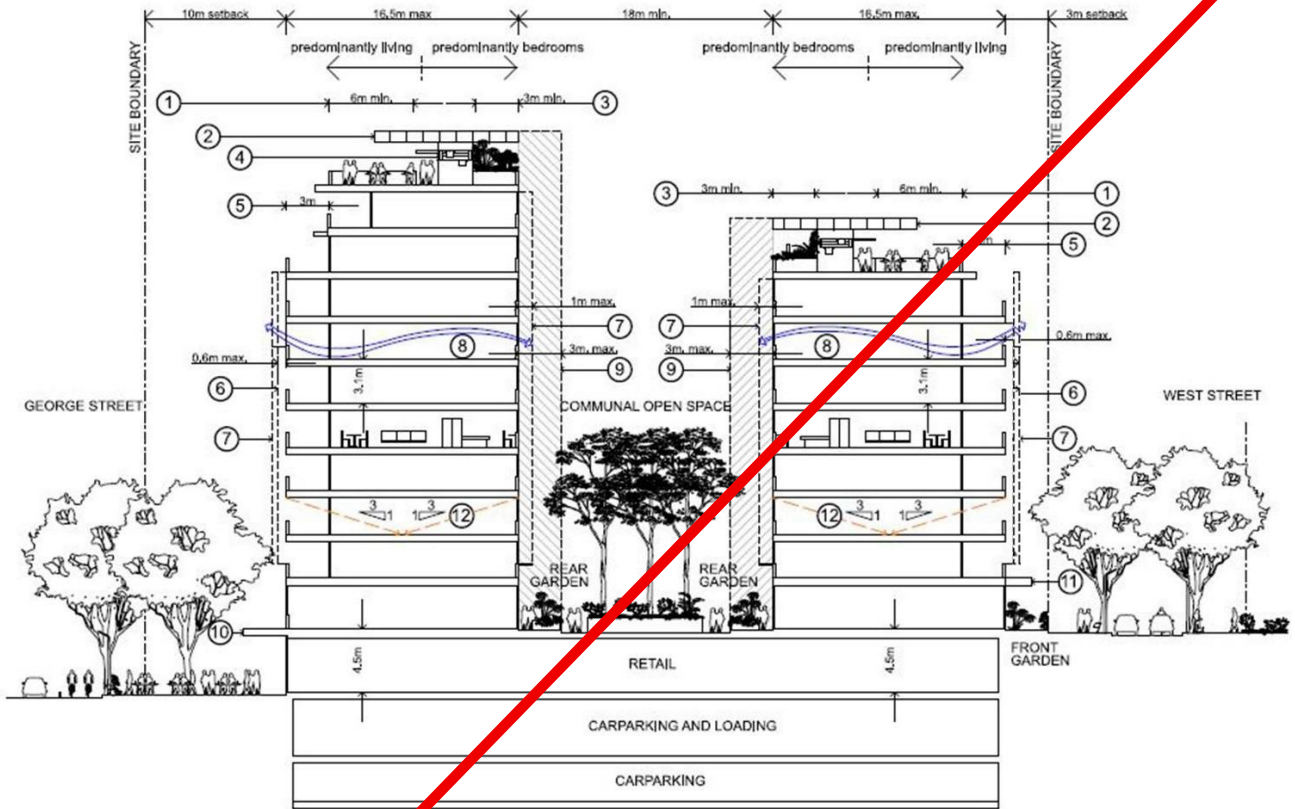 10m setback
16.5m max
18m min.
16.5m max.
3m setback
predominantly living
predominantly bedrooms
predominantly bedrooms
predominantly living
SITE BOUNDARY
SITE BOUNDARY
1
6m min.
3m min.
3
2
4
5
3m
3
3m min.
6m min.
1
2
5
1m max.
1m max.
7
7
8
8
0.6m max.
3m. max.
3m. max.
0.6m max.
3.1m
3.1m
9
9
6
6
GEORGE STREET
COMMUNAL OPEN SPACE
WEST STREET
7
7
3
1
3
1
12
12
3
1
3
1
REAR
GARDEN
REAR
GARDEN
11
10
4.5m
RETAIL
4.5m
FRONT
GARDEN
CARPARKING AND LOADING
CARPARKING